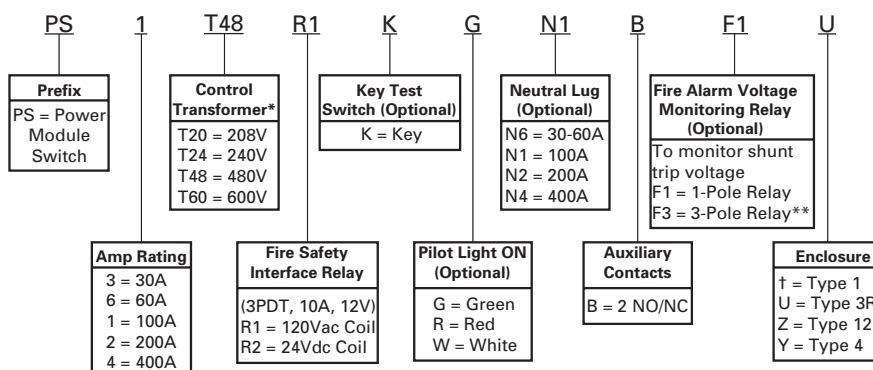 PS 1 T48 R1 K G N1 B F1 U
Prefix
PS = Power
Module
Switch
Control
Transformer*
T20 = 208V
T24 = 240V
T48 = 480V
T60 = 600V
Key Test
Switch (Optional)
K = Key
Neutral Lug
(Optional)
N6 = 30-60A
N1 = 100A
N2 = 200A
N4 = 400A
Fire Alarm Voltage
Monitoring Relay
(Optional)
To monitor shunt
trip voltage
F1 = 1-Pole Relay
F3 = 3-Pole Relay**
Amp Rating
3 = 30A
6 = 60A
1 = 100A
2 = 200A
4 = 400A
Fire Safety
Interface Relay
(3PDT, 10A, 12V)
R1 = 120Vac Coil
R2 = 24Vdc Coil
Pilot Light ON
(Optional)
G = Green
R = Red
W = White
Auxiliary
Contacts
B = 2 NO/NC
Enclosure
† = Type 1
U = Type 3R
Z = Type 12
Y = Type 4